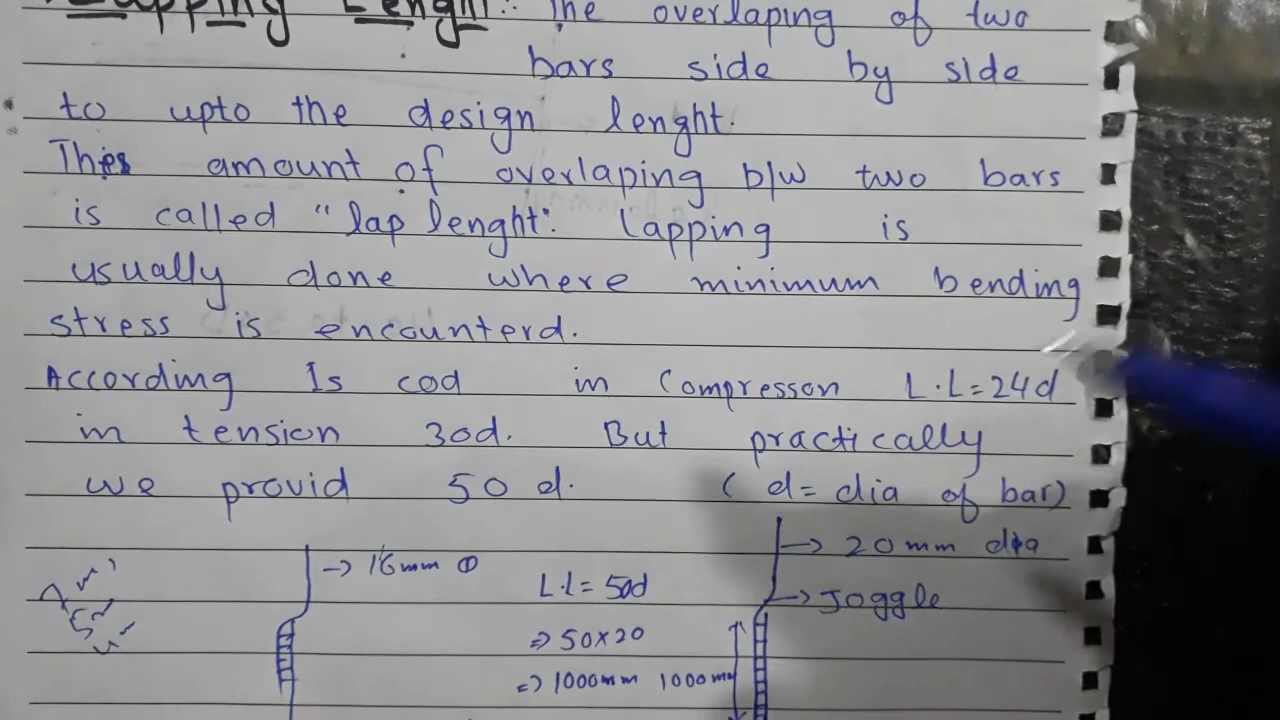 Lapping Lenght:- The overlaping of two
bars side by side
to upto the design lenght.
This amount of overlaping b/w two bars
is called "lap lenght". lapping is
usually done where minimum bending
stress is encounterd.
According Is cod in Compresson L.L=24d
in tension 30d. But practically
we provid 50 d. ( d= dia of bar)
→ 20mm dia
→ 16mm Φ
L.L= 50d
→ Joggle
⇒ 50×20
⇒ 1000mm 1000mm